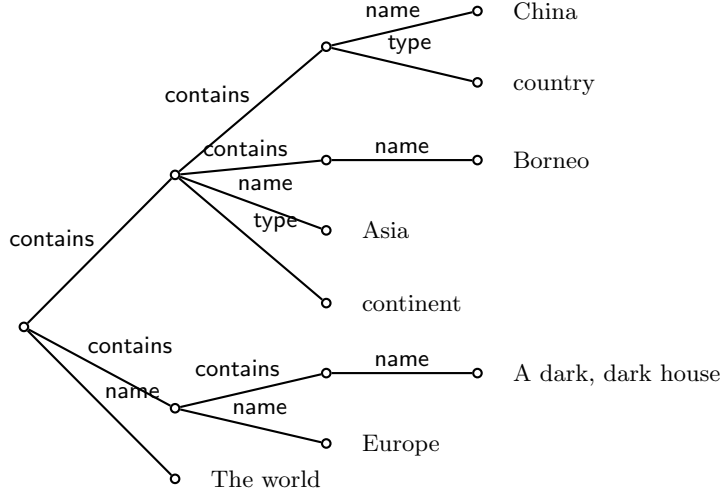 name
China
type
country
contains
contains
name
Borneo
name
Asia
type
contains
continent
contains
contains
name
A dark, dark house
name
name
Europe
The world